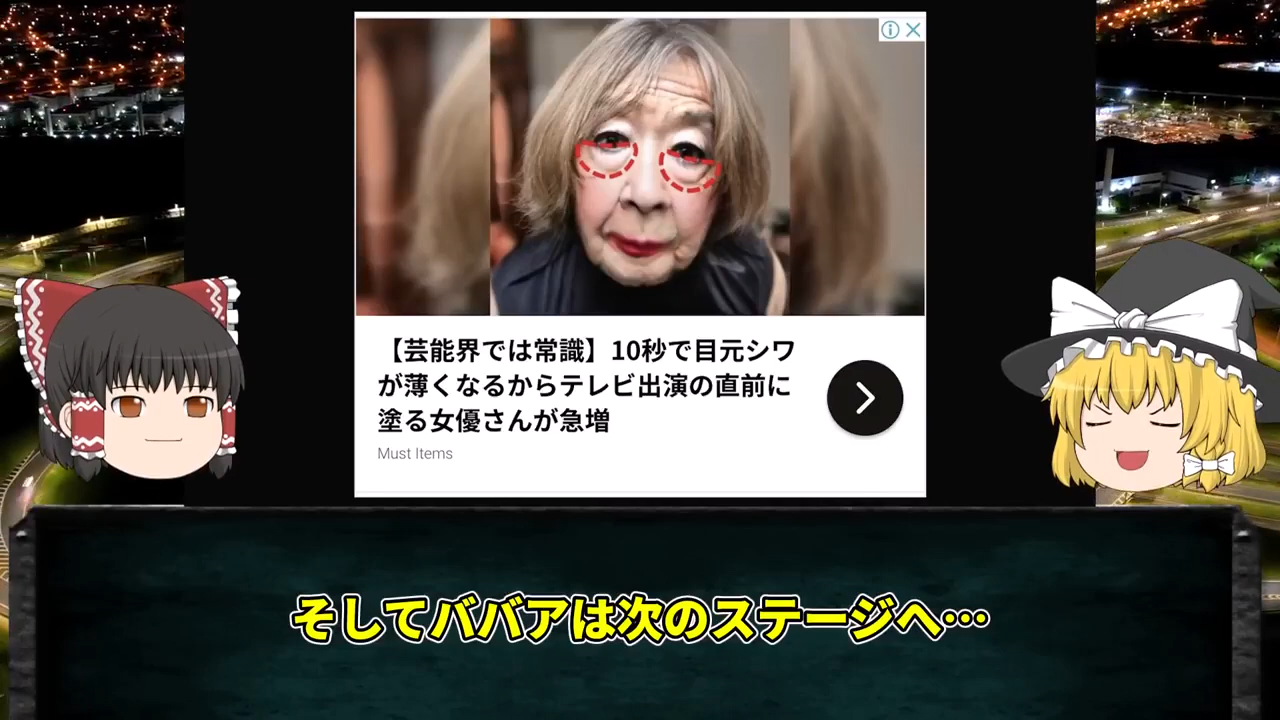 【芸能界では常識】10秒で目元シワ
が薄くなるからテレビ出演の直前に
塗る女優さんが急増
Must Items
そしてババアは次のステージへ…